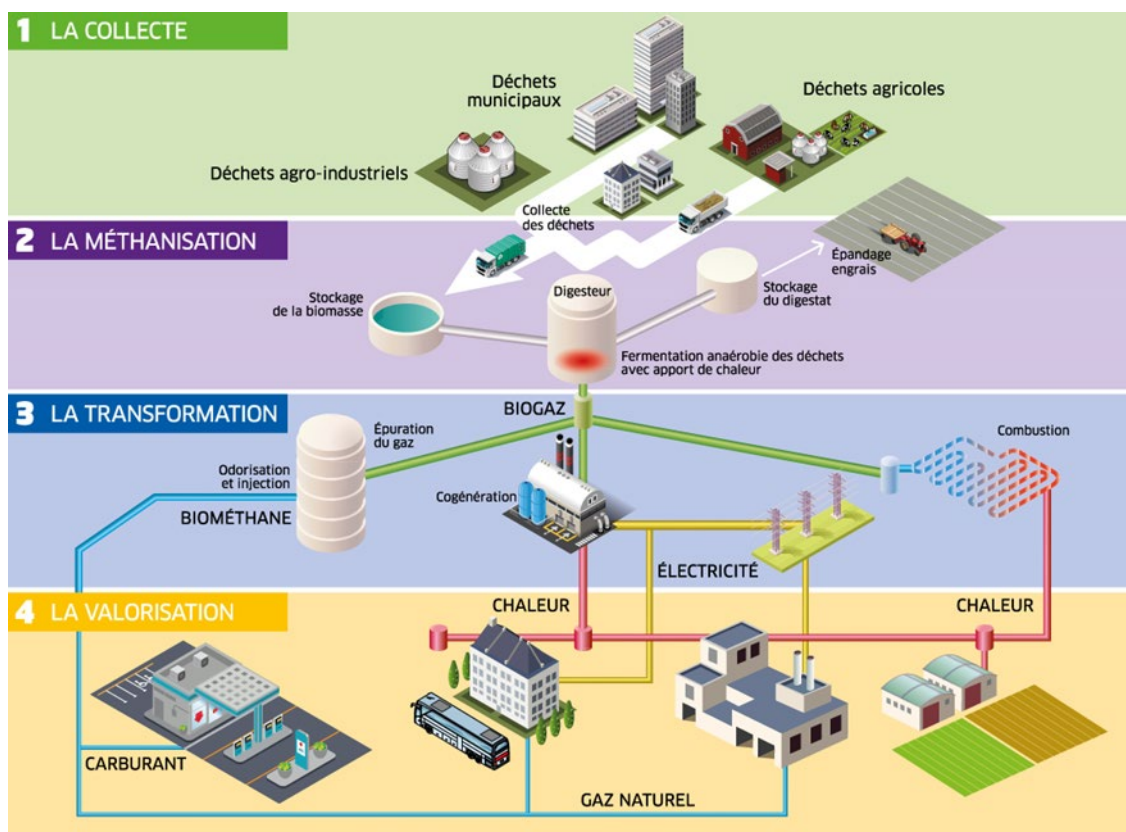 1 LA COLLECTE
Déchets
municipaux
Déchets agricoles
Déchets agro-industriels
Collecte
des déchets
2 LA MÉTHANISATION
Épandage
engrais
Stockage
de la biomasse
Digesteur
Stockage
du digestat
Fermentation anaérobie des déchets
avec apport de chaleur
3 LA TRANSFORMATION
BIOGAZ
Épuration
du gaz
Combustion
Odorisation
et injection
BIOMÉTHANE
Cogénération
ÉLECTRICITÉ
4 LA VALORISATION
CHALEUR
CHALEUR
CARBURANT
GAZ NATUREL